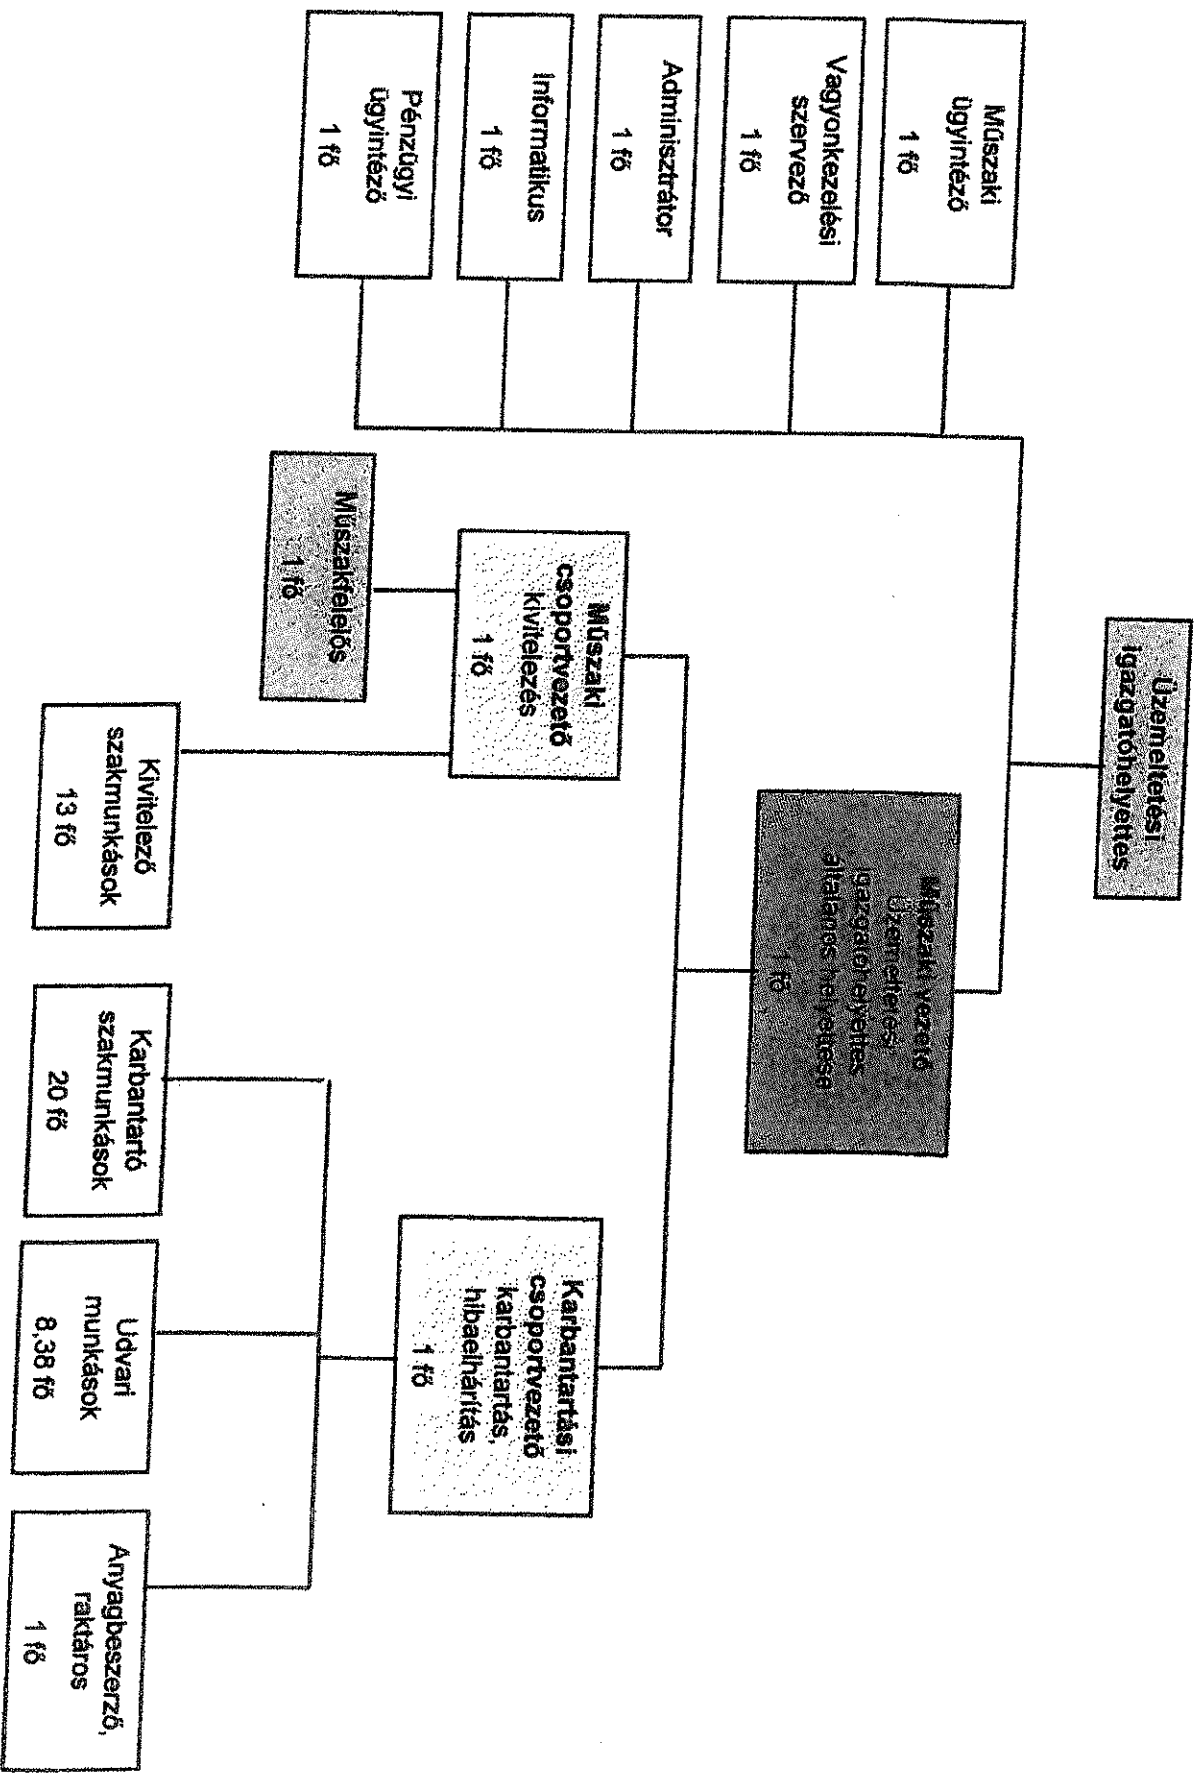 Üzemeltetési
igazgatóhelyettes
Műszaki
ügyintéző
1 fő
Vagyonkezelési
szervező
1 fő
Adminisztrátor
1 fő
Informatikus
1 fő
Pénzügyi
ügyintéző
1 fő
Műszaki vezető
Üzemeltetési
igazgatóhelyettes
általános helyettese
1 fő
Műszaki
csoportvezető
kivitelezés
1 fő
Műszakfelelős
1 fő
Kivitelező
szakmunkások
13 fő
Karbantartási
csoportvezető
karbantartás,
hibaelhárítás
1 fő
Karbantartó
szakmunkások
20 fő
Udvari
munkások
8,38 fő
Anyagbeszerző,
raktáros
1 fő